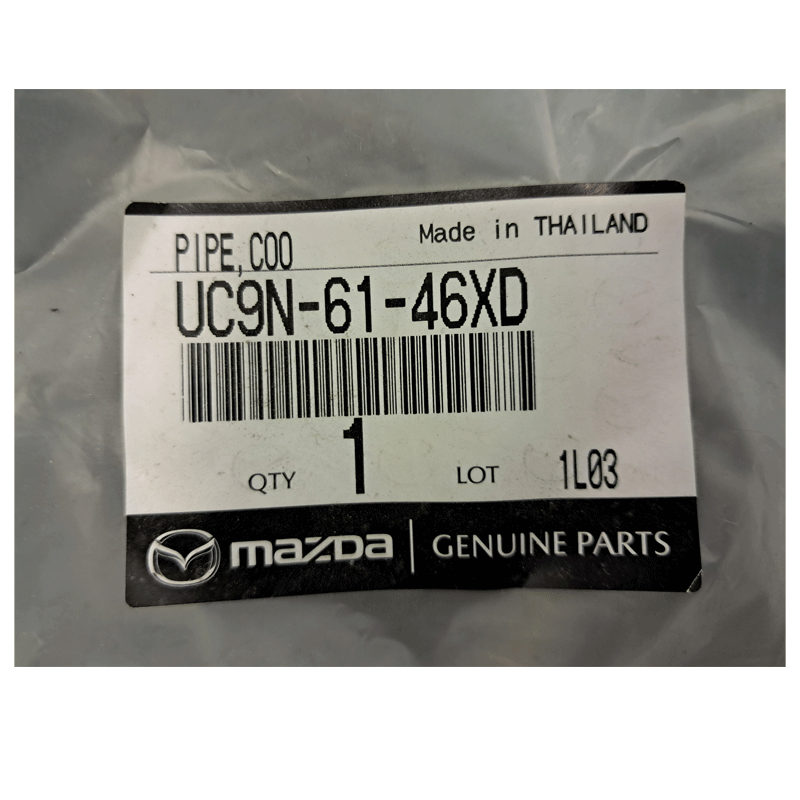 Made in THAILAND
PIPE,COO
UC9N-61-46XD
QTY 1 LOT 1L03
mazda | GENUINE PARTS